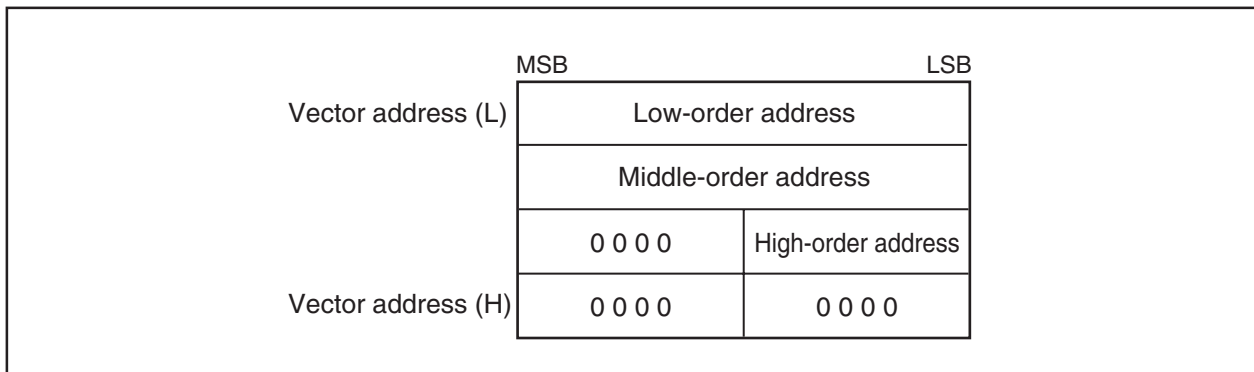 MSB LSB
Vector address (L) Low-order address
Middle-order address
0 0 0 0 High-order address
Vector address (H) 0 0 0 0 0 0 0 0